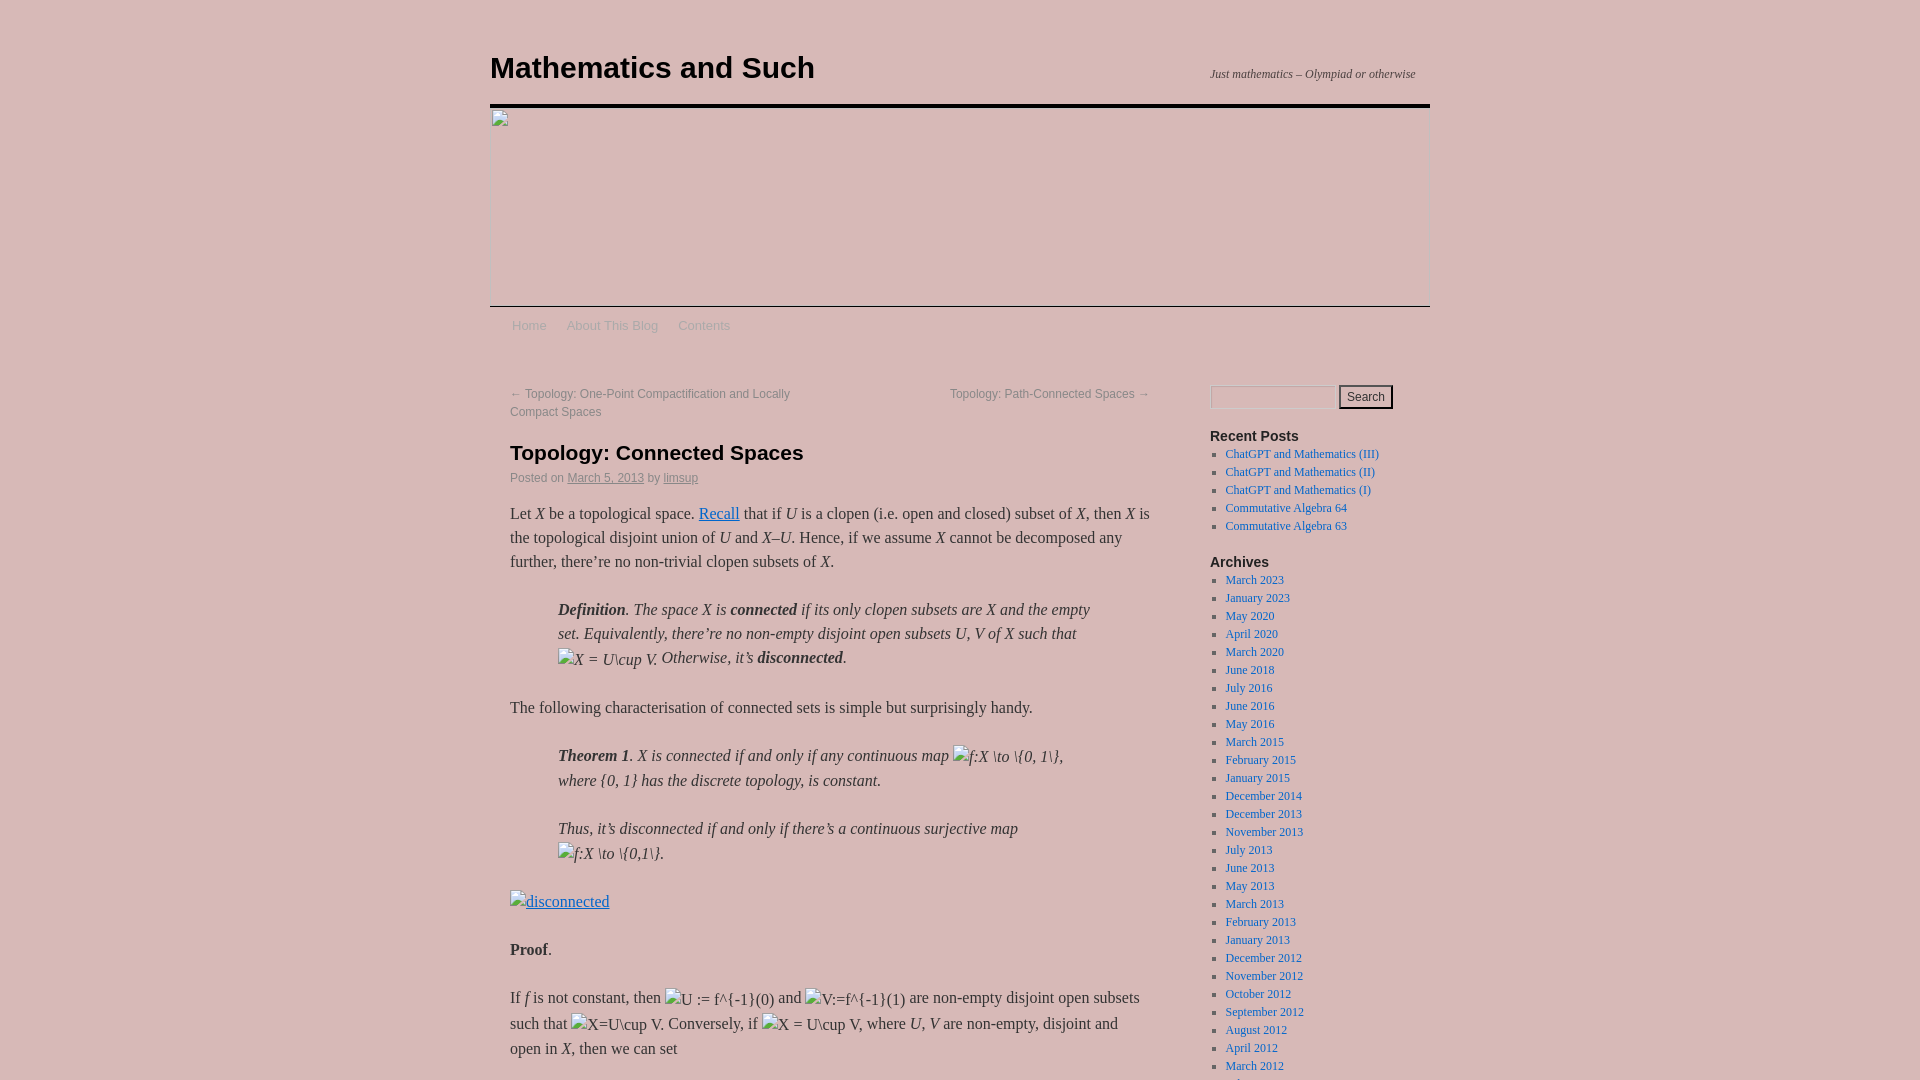 Mathematics and Such
Just mathematics – Olympiad or otherwise
Home About This Blog Contents
← Topology: One-Point Compactification and Locally
Compact Spaces
Topology: Path-Connected Spaces →
Topology: Connected Spaces
Posted on March 5, 2013 by limsup
Let X be a topological space. Recall that if U is a clopen (i.e. open and closed) subset of X, then X is
the topological disjoint union of U and X–U. Hence, if we assume X cannot be decomposed any
further, there’re no non-trivial clopen subsets of X.
Definition. The space X is connected if its only clopen subsets are X and the empty
set. Equivalently, there’re no non-empty disjoint open subsets U, V of X such that
X = U\cup V. Otherwise, it’s disconnected.
The following characterisation of connected sets is simple but surprisingly handy.
Theorem 1. X is connected if and only if any continuous map f:X \to \{0, 1\},
where {0, 1} has the discrete topology, is constant.
Thus, it’s disconnected if and only if there’s a continuous surjective map
f:X \to \{0,1\}.
disconnected
Proof.
If f is not constant, then U := f^{-1}(0) and V:=f^{-1}(1) are non-empty disjoint open subsets
such that X=U\cup V. Conversely, if X = U\cup V, where U, V are non-empty, disjoint and
open in X, then we can set
Search
Recent Posts
ChatGPT and Mathematics (III)
ChatGPT and Mathematics (II)
ChatGPT and Mathematics (I)
Commutative Algebra 64
Commutative Algebra 63
Archives
March 2023
January 2023
May 2020
April 2020
March 2020
June 2018
July 2016
June 2016
May 2016
March 2015
February 2015
January 2015
December 2014
December 2013
November 2013
July 2013
June 2013
May 2013
March 2013
February 2013
January 2013
December 2012
November 2012
October 2012
September 2012
August 2012
April 2012
March 2012